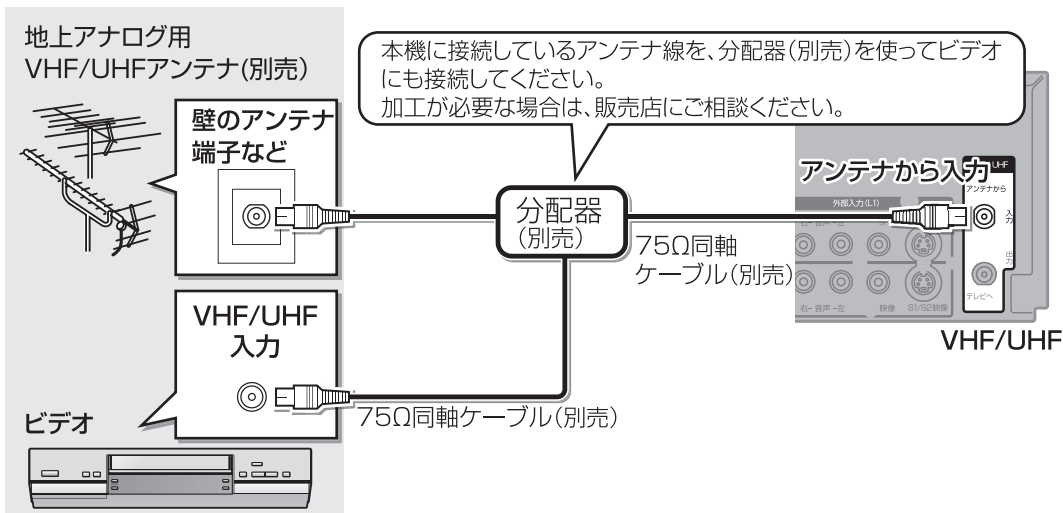 地上アナログ用
VHF/UHFアンテナ(別売)
壁のアンテナ
端子など
本機に接続しているアンテナ線を、分配器(別売)を使ってビデオ
にも接続してください。
加工が必要な場合は、販売店にご相談ください。
分配器
(別売)
75Ω同軸
ケーブル(別売)
アンテナから入力
UHF
アンテナから
入力
外部入力(L1)
出力
テレビへ
右-音声-左
映像
S1/S2映像
VHF/UHF
VHF/UHF
入力
75Ω同軸ケーブル(別売)
ビデオ